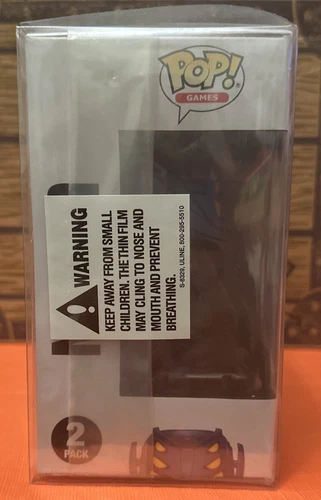 POP!
GAMES
WARNING
KEEP AWAY FROM SMALL
CHILDREN. THE THIN FILM
MAY CLING TO NOSE AND
MOUTH AND PREVENT
BREATHING.
S-8329, ULINE, 800-295-5510
2
PACK